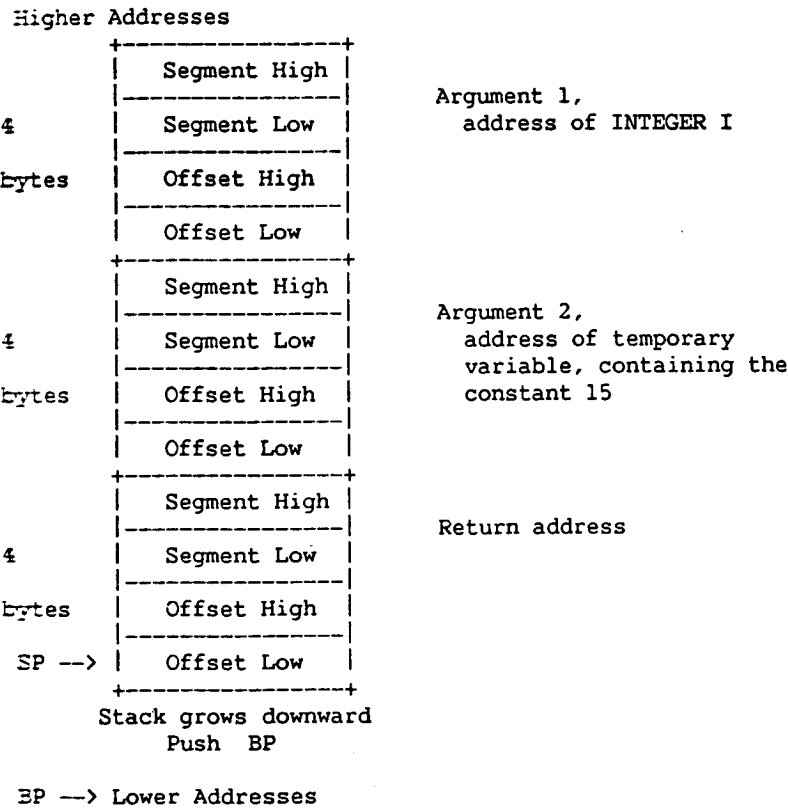 Higher Addresses
+-----------------+
| Segment High |
|----------------| Argument 1,
4 | Segment Low | address of INTEGER I
|----------------|
bytes | Offset High |
|----------------|
| Offset Low |
+-----------------+
| Segment High |
|----------------| Argument 2,
4 | Segment Low | address of temporary
|----------------| variable, containing the
bytes | Offset High | constant 15
|----------------|
| Offset Low |
+-----------------+
| Segment High |
|----------------| Return address
4 | Segment Low |
|----------------|
bytes | Offset High |
|----------------|
SP --> | Offset Low |
+-----------------+
Stack grows downward
Push BP
BP --> Lower Addresses